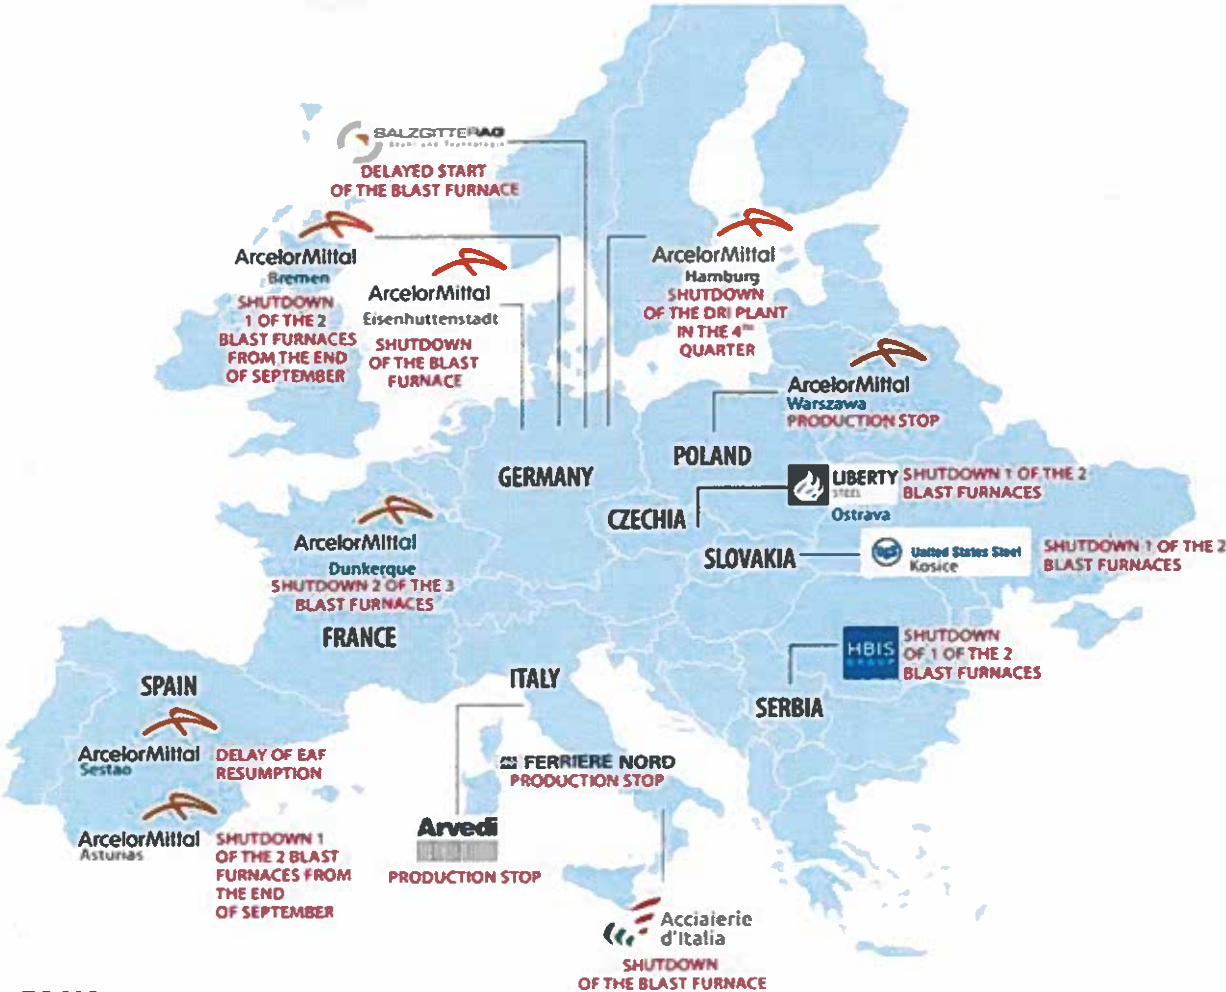 SALZGITTERAG
DELAYED START
OF THE BLAST FURNACE
ArcelorMittal
Bremen
SHUTDOWN
1 OF THE 2
BLAST FURNACES
FROM THE END
OF SEPTEMBER
ArcelorMittal
Eisenhuttenstadt
SHUTDOWN
OF THE BLAST
FURNACE
ArcelorMittal
Hamburg
SHUTDOWN
OF THE DRI PLANT
IN THE 4TH
QUARTER
ArcelorMittal
Warszawa
PRODUCTION STOP
POLAND
GERMANY
LIBERTY
STEEL
Ostrava
SHUTDOWN 1 OF THE 2
BLAST FURNACES
CZECHIA
SLOVAKIA
United States Steel
Kosice
SHUTDOWN 1 OF THE 2
BLAST FURNACES
ArcelorMittal
Dunkerque
SHUTDOWN 2 OF THE 3
BLAST FURNACES
FRANCE
HBIS
GROUP
SHUTDOWN
OF 1 OF THE 2
BLAST FURNACES
SERBIA
ITALY
SPAIN
ArcelorMittal
Sestao
DELAY OF EAF
RESUMPTION
ArcelorMittal
Asturias
SHUTDOWN 1
OF THE 2 BLAST
FURNACES FROM
THE END
OF SEPTEMBER
FERRIERE NORD
PRODUCTION STOP
Arvedi
PRODUCTION STOP
Acciaierie
d'Italia
SHUTDOWN
OF THE BLAST FURNACE